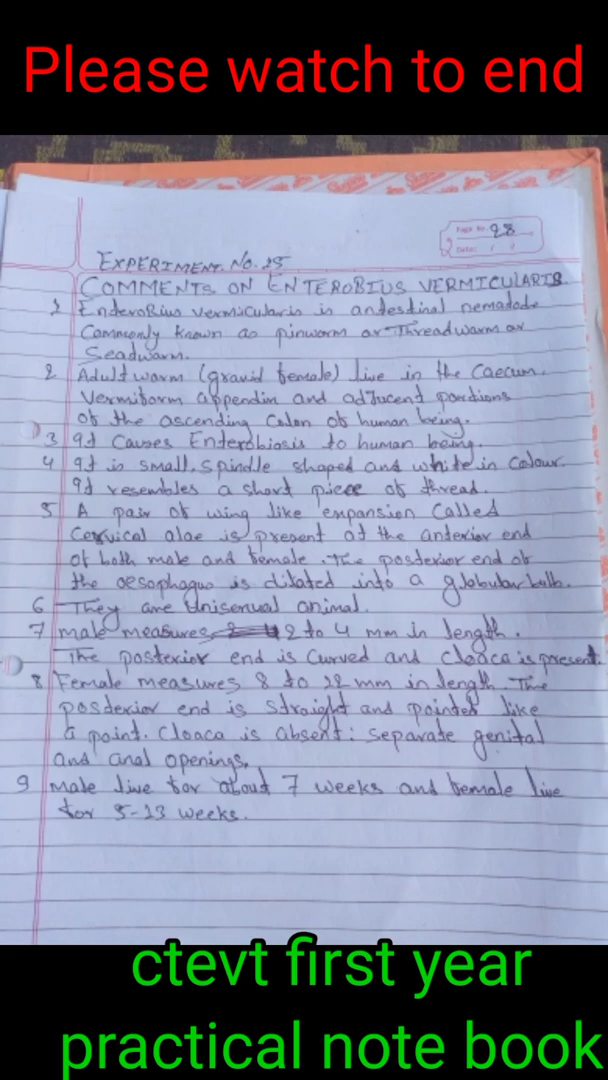 Please watch to end
Page No. 28
Date: / /
EXPERIMENT. NO. 25
COMMENTS ON ENTEROBIUS VERMICULARIS.
1 Enterobius vermicularis is an testinal nematode
Commonly known as pinworm or Threadworm or
Seatworm.
2 Adult worm (gravid female) live in the Caecum.
Vermiform appendix and adjucent portions
of the ascending Colon of human being.
3 It Causes Enterobiosis to human being.
4 It is small, spindle shaped and white in Colour.
It resembles a short piece of thread.
5 A pair of wing like expansion Called
Cervical alae is present at the anterior end
of both male and female. The posterior end of
the oesophagus is dilated into a globular bulb.
6 They are Unisexual animal.
7 male measures 2 to 4 mm in length.
The posterior end is Curved and Cloaca is present.
8 Female measures 8 to 12 mm in length. The
posterior end is straight and pointed like
a point. Cloaca is absent: separate genital
and anal openings.
9 Male live for about 7 weeks and female live
for 5-13 weeks.
ctevt first year
practical note book